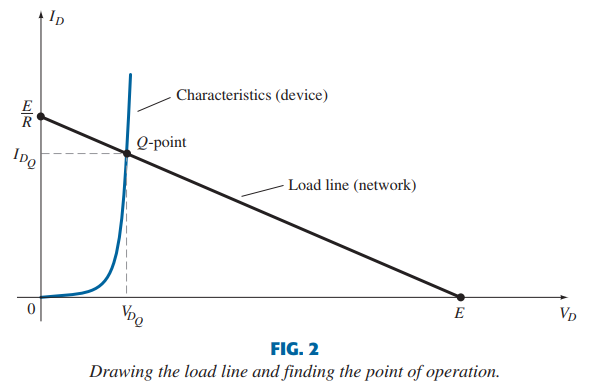 I_D
Characteristics (device)
E
R
Q-point
I_{D_Q}
Load line (network)
0
V_{D_Q}
E
V_D
FIG. 2
Drawing the load line and finding the point of operation.